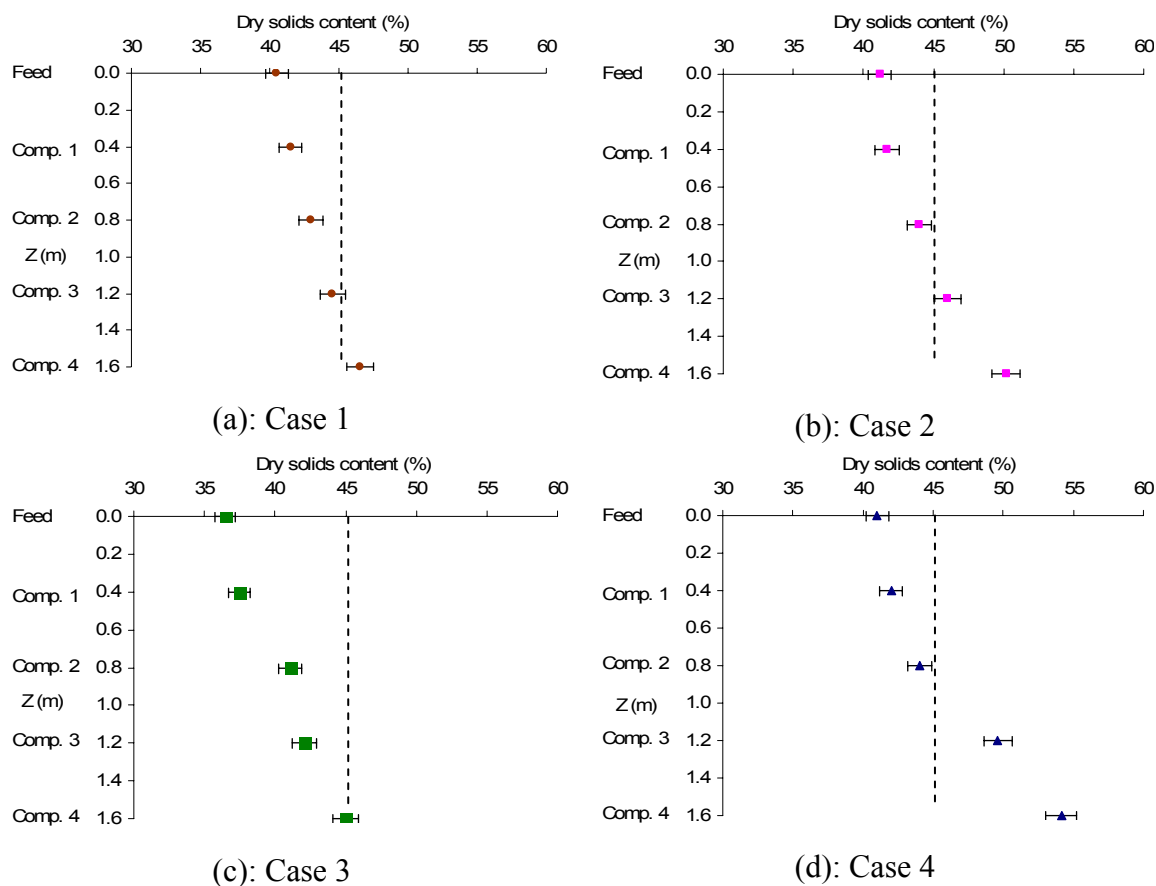 Dry solids content (%)
30 35 40 45 50 55 60
Feed 0.0
0.2
Comp. 1 0.4
0.6
Comp. 2 0.8
Z (m) 1.0
Comp. 3 1.2
1.4
Comp. 4 1.6
(a): Case 1
Dry solids content (%)
30 35 40 45 50 55 60
Feed 0.0
0.2
Comp. 1 0.4
0.6
Comp. 2 0.8
Z (m) 1.0
Comp. 3 1.2
1.4
Comp. 4 1.6
(b): Case 2
Dry solids content (%)
30 35 40 45 50 55 60
Feed 0.0
0.2
Comp. 1 0.4
0.6
Comp. 2 0.8
Z (m) 1.0
Comp. 3 1.2
1.4
Comp. 4 1.6
(c): Case 3
Dry solids content (%)
30 35 40 45 50 55 60
Feed 0.0
0.2
Comp. 1 0.4
0.6
Comp. 2 0.8
Z (m) 1.0
Comp. 3 1.2
1.4
Comp. 4 1.6
(d): Case 4